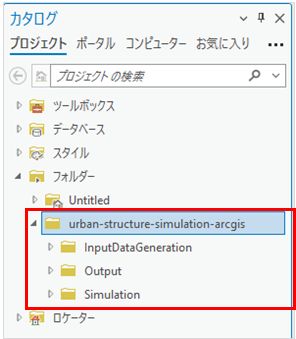 カタログ
プロジェクト ポータル コンピューター お気に入り •••
プロジェクトの検索
ツールボックス
データベース
スタイル
フォルダー
Untitled
urban-structure-simulation-arcgis
InputDataGeneration
Output
Simulation
ロケーター